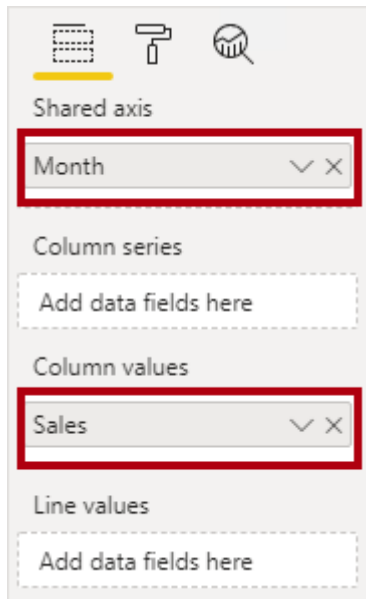 Shared axis
Month
Column series
Add data fields here
Column values
Sales
Line values
Add data fields here